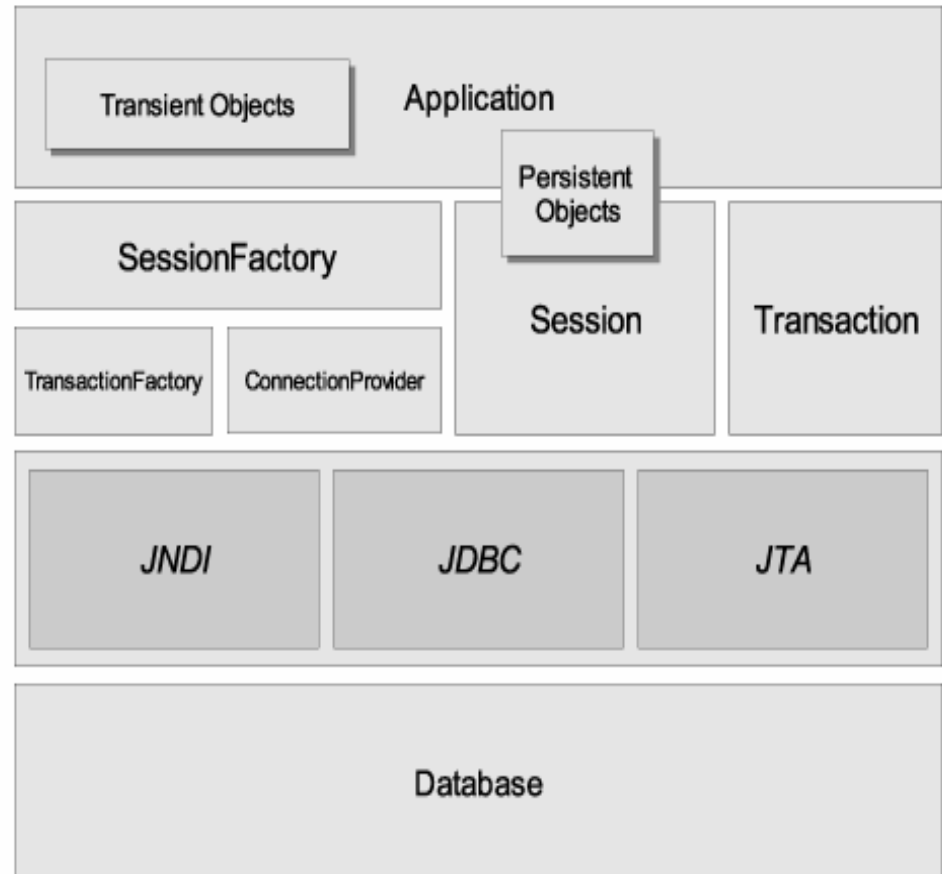 Transient Objects
Application
Persistent
Objects
SessionFactory
Session
Transaction
TransactionFactory
ConnectionProvider
JNDI
JDBC
JTA
Database